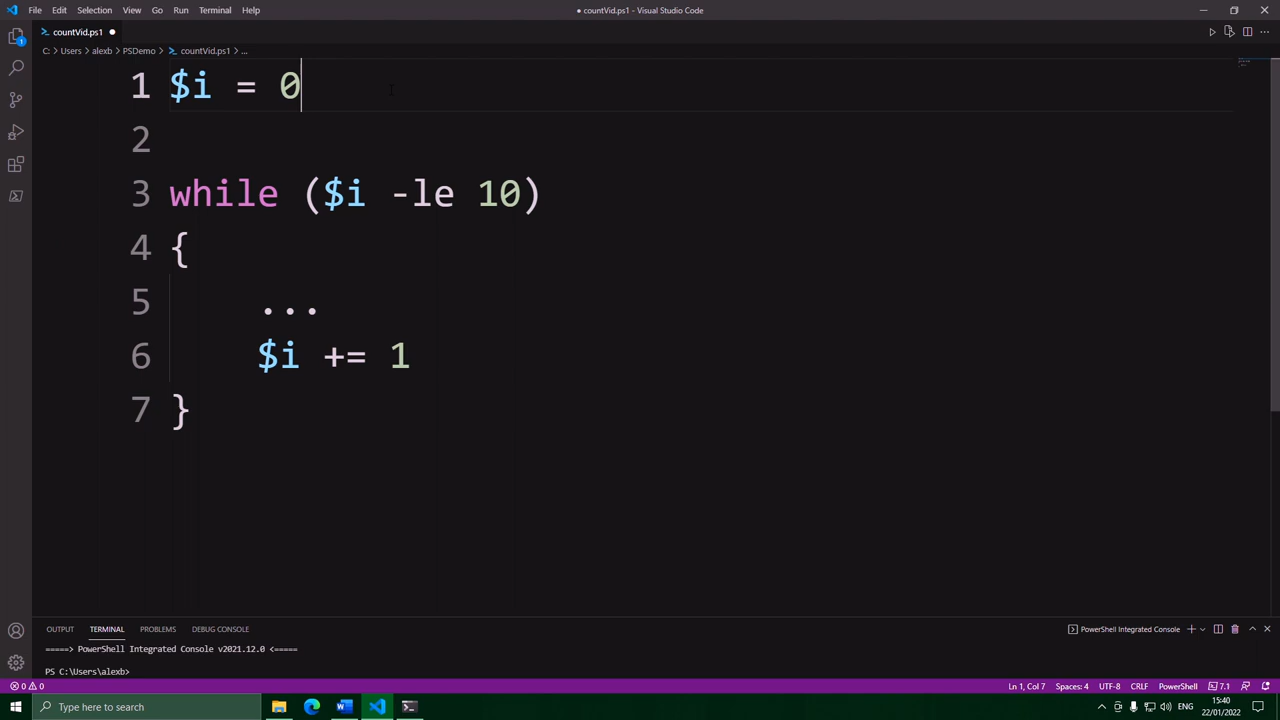 File Edit Selection View Go Run Terminal Help
● countVid.ps1 - Visual Studio Code
countVid.ps1 ●
C: > Users > alexb > PSDemo > countVid.ps1 > ...
1 $i = 0
2
3 while ($i -le 10)
4 {
5 ...
6 $i += 1
7 }
OUTPUT TERMINAL PROBLEMS DEBUG CONSOLE
PowerShell Integrated Console
=====> PowerShell Integrated Console v2021.12.0 <=====
PS C:\Users\alexb>
0 0
Ln 1, Col 7 Spaces: 4 UTF-8 CRLF PowerShell 7.1
Type here to search
ENG
15:40
22/01/2022
1